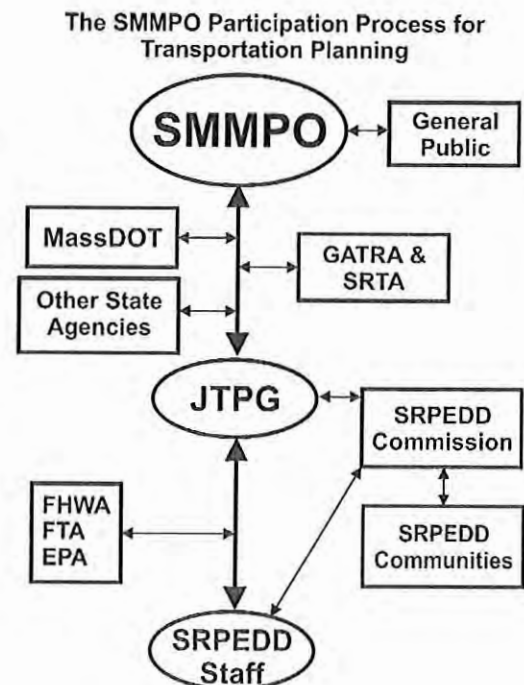 The SMMPO Participation Process for
Transportation Planning
SMMPO
General
Public
MassDOT
GATRA &
SRTA
Other State
Agencies
JTPG
SRPEDD
Commission
FHWA
FTA
EPA
SRPEDD
Communities
SRPEDD
Staff